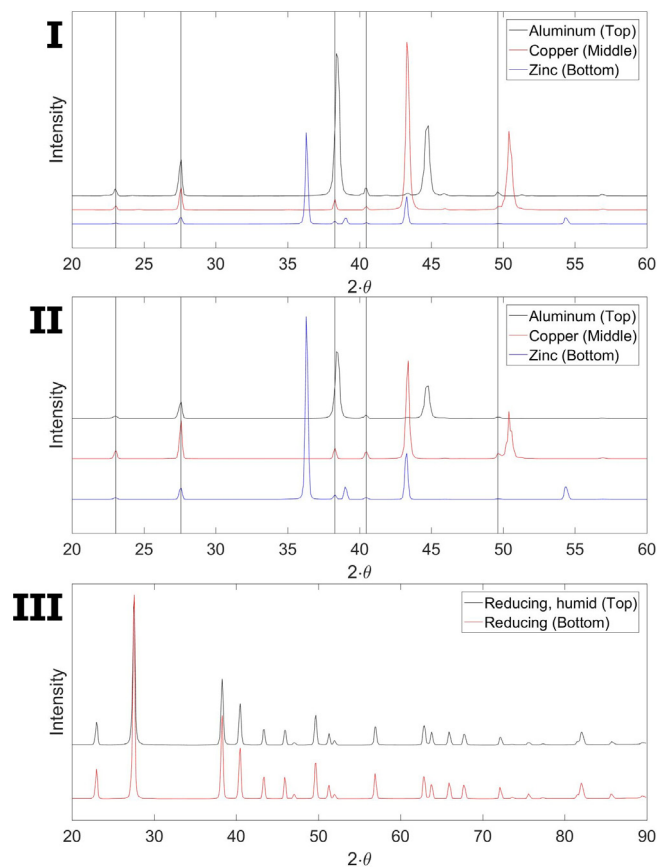 I
Aluminum (Top)
Copper (Middle)
Zinc (Bottom)
Intensity
20 25 30 35 40 45 50 55 60
2·θ
II
Aluminum (Top)
Copper (Middle)
Zinc (Bottom)
Intensity
20 25 30 35 40 45 50 55 60
2·θ
III
Reducing, humid (Top)
Reducing (Bottom)
Intensity
20 30 40 50 60 70 80 90
2·θ